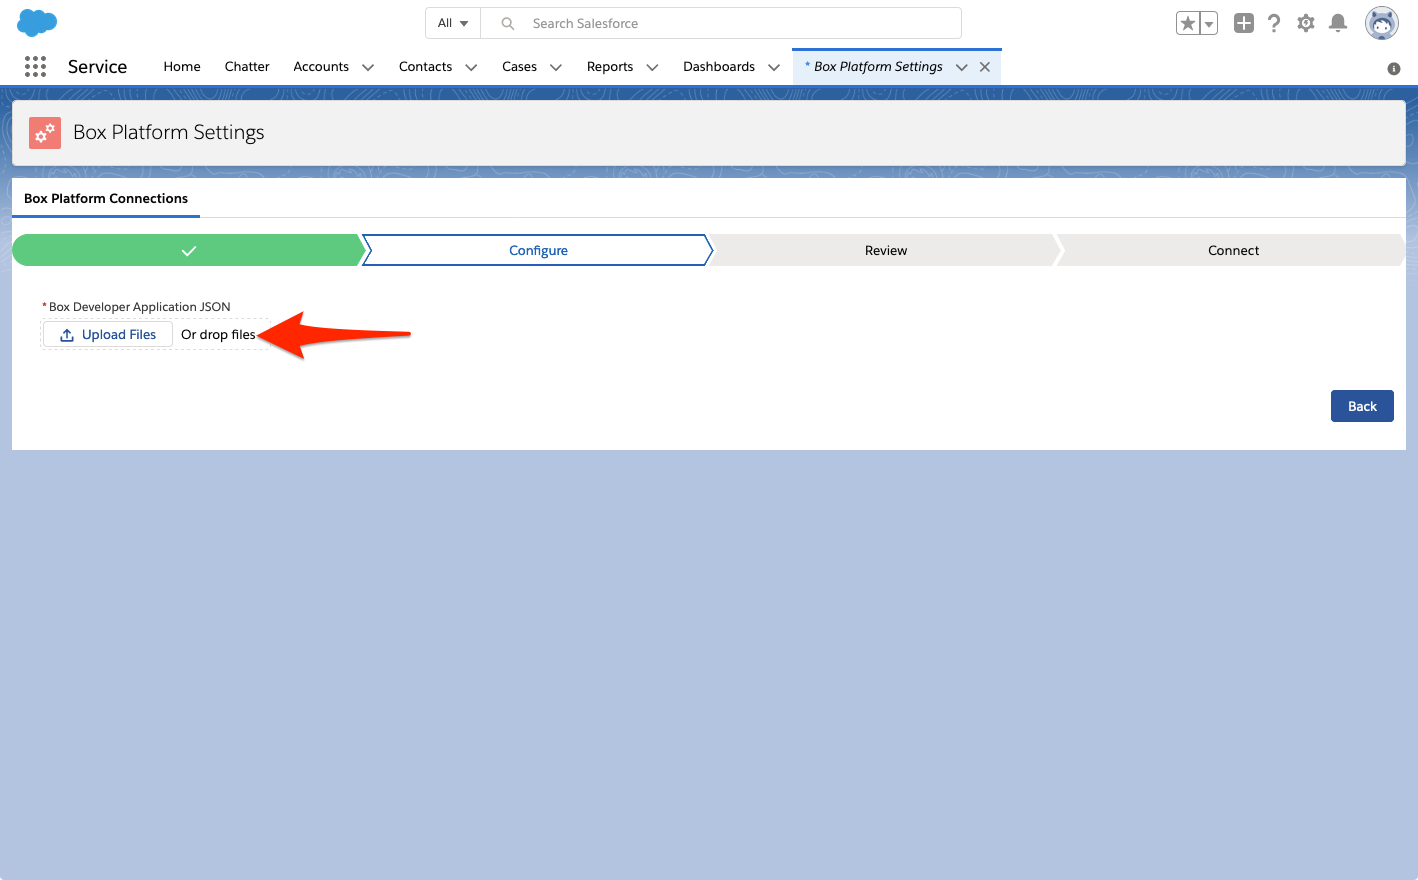 All
Search Salesforce
Service
Home
Chatter
Accounts
Contacts
Cases
Reports
Dashboards
* Box Platform Settings
Box Platform Settings
Box Platform Connections
Configure
Review
Connect
* Box Developer Application JSON
Upload Files
Or drop files
Back